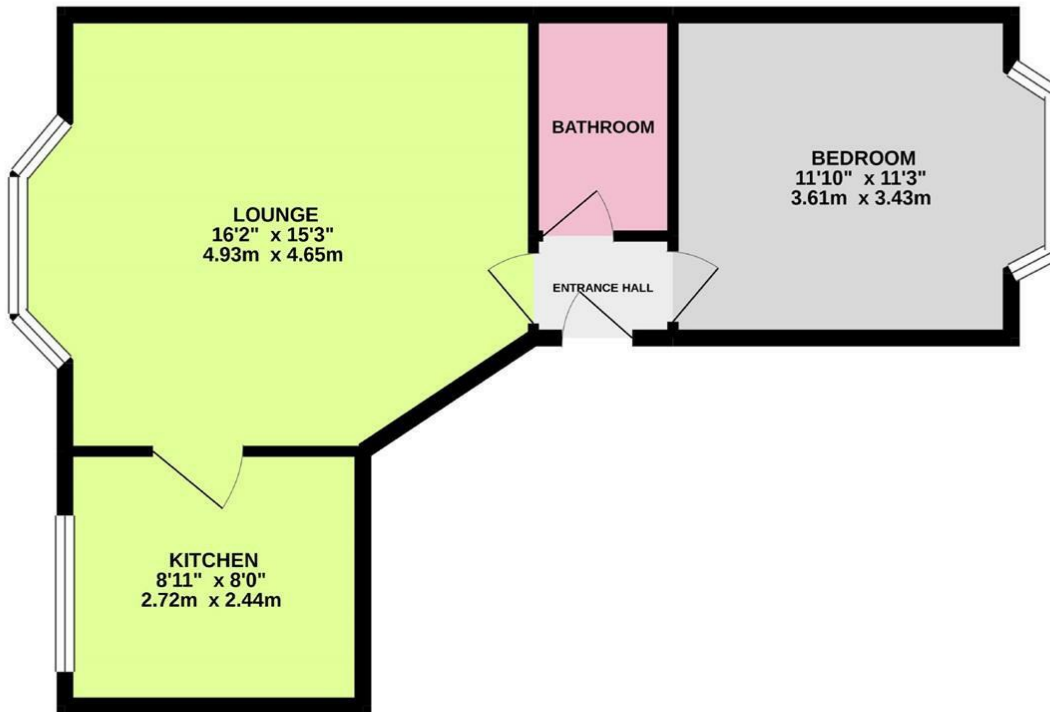 LOUNGE
16'2" x 15'3"
4.93m x 4.65m
BATHROOM
BEDROOM
11'10" x 11'3"
3.61m x 3.43m
ENTRANCE HALL
KITCHEN
8'11" x 8'0"
2.72m x 2.44m